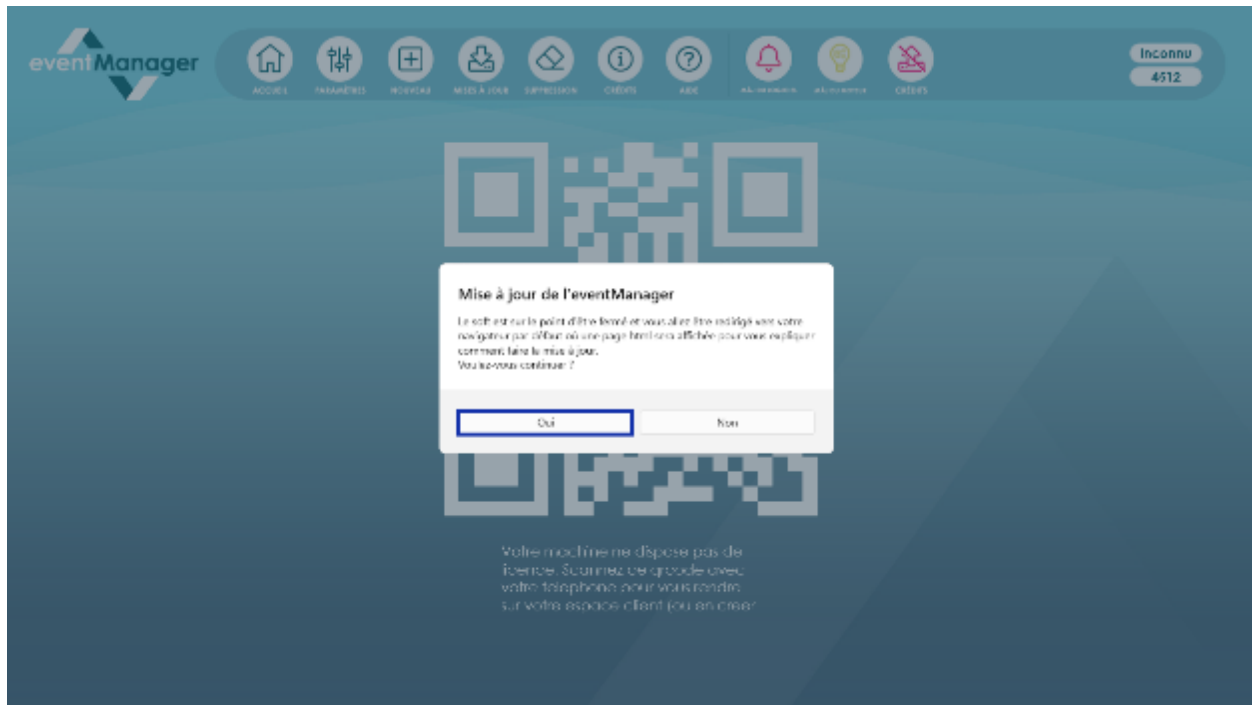 eventManager
Inconnu
4612
ACCUEIL
PARAMÈTRES
NOUVEAU
MISES À JOUR
SUPPRESSION
CRÉDITS
AIDE
CRÉDITS
Mise à jour de l'eventManager
Le soft est sur le point d'être fermé et vous allez être redirigé vers votre
navigateur par défaut où une page html sera affichée pour vous expliquer
comment faire la mise à jour.
Voulez-vous continuer ?
Oui
Non
Votre machine ne dispose pas de
licence. Scannez ce qrcode avec
votre téléphone pour vous rendre
sur votre espace client (ou en créer